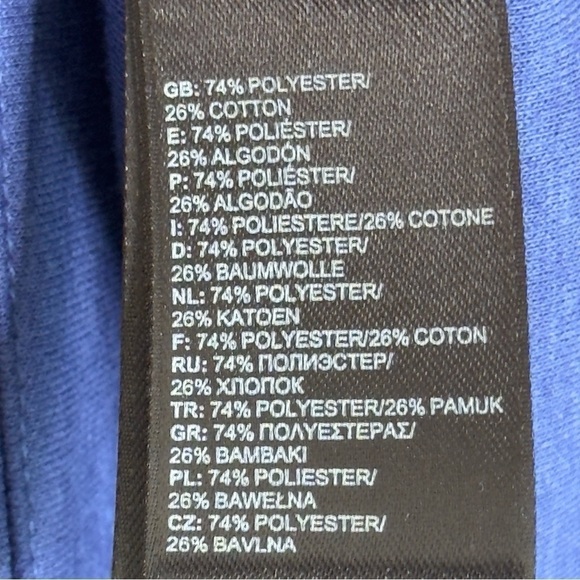 GB: 74% POLYESTER/
26% COTTON
E: 74% POLIÉSTER/
26% ALGODÓN
P: 74% POLIÉSTER/
26% ALGODÃO
I: 74% POLIESTERE/26% COTONE
D: 74% POLYESTER/
26% BAUMWOLLE
NL: 74% POLYESTER/
26% KATOEN
F: 74% POLYESTER/26% COTON
RU: 74% ПОЛИЭСТЕР/
26% ХЛОПОК
TR: 74% POLYESTER/26% PAMUK
GR: 74% ΠΟΛΥΕΣΤΕΡΑΣ/
26% ΒΑΜΒΑΚΙ
PL: 74% POLIESTER/
26% BAWEŁNA
CZ: 74% POLYESTER/
26% BAVLNA